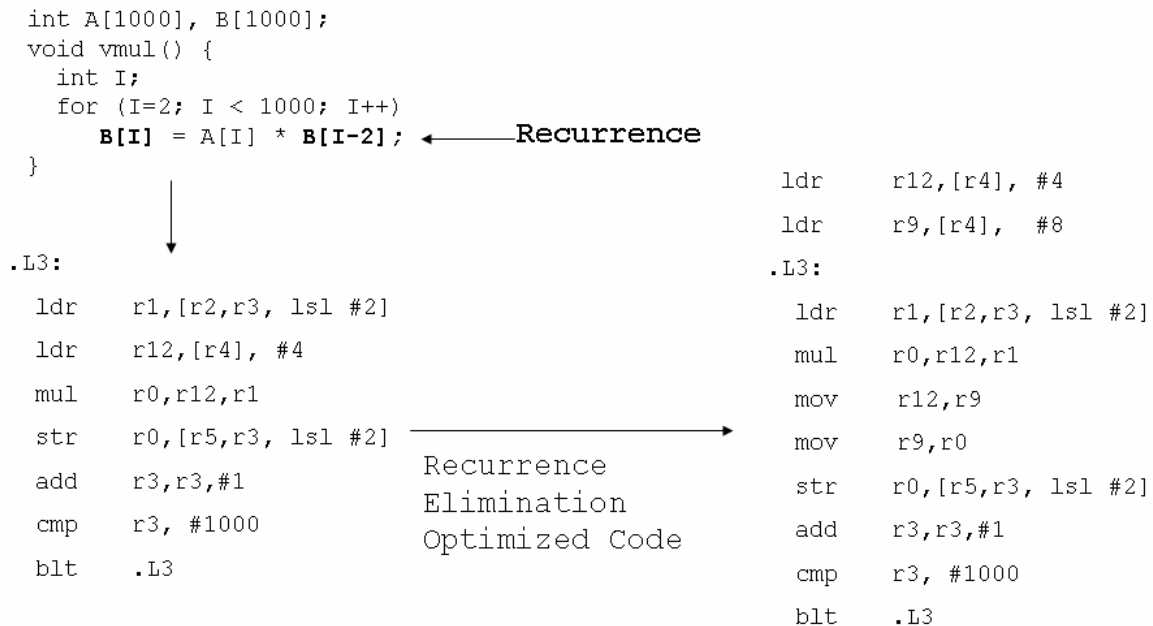 int A[1000], B[1000];
void vmul() {
int I;
for (I=2; I < 1000; I++)
B[I] = A[I] * B[I-2];
Recurrence
}
.L3:
ldr r1,[r2,r3, lsl #2]
ldr r12,[r4], #4
mul r0,r12,r1
str r0,[r5,r3, lsl #2]
add r3,r3,#1
cmp r3, #1000
blt .L3
Recurrence
Elimination
Optimized Code
ldr r12,[r4], #4
ldr r9,[r4], #8
.L3:
ldr r1,[r2,r3, lsl #2]
mul r0,r12,r1
mov r12,r9
mov r9,r0
str r0,[r5,r3, lsl #2]
add r3,r3,#1
cmp r3, #1000
blt .L3